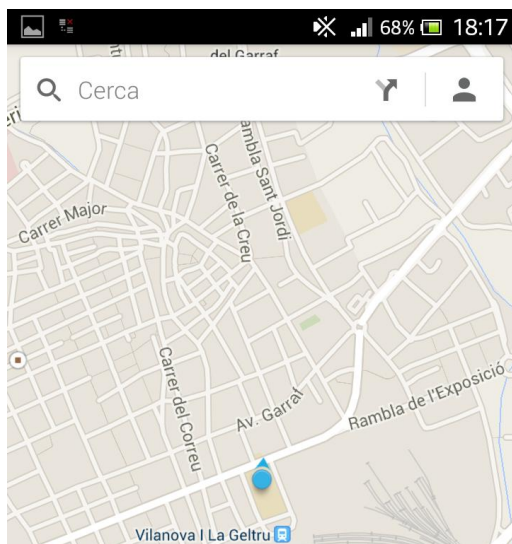 68% 18:17
del Garraf
Cerca
Rambla Sant Jordi
Carrer de la Creu
Carrer Major
Carrer del Correu
Av. Garraf
Rambla de l'Exposició
Vilanova I La Geltru